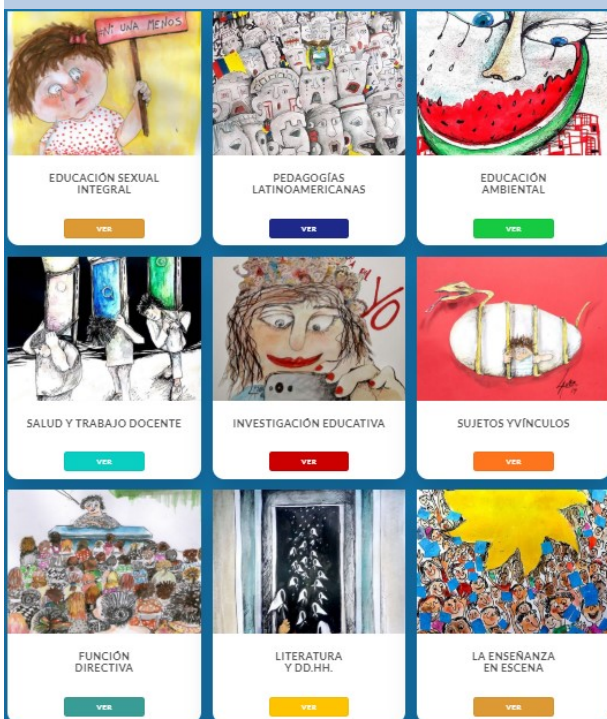 NI UNA MENOS
EDUCACIÓN SEXUAL
INTEGRAL
VER
PEDAGOGÍAS
LATINOAMERICANAS
VER
EDUCACIÓN
AMBIENTAL
VER
SALUD Y TRABAJO DOCENTE
VER
YO
INVESTIGACIÓN EDUCATIVA
VER
SUJETOS YVÍNCULOS
VER
FUNCIÓN
DIRECTIVA
VER
LITERATURA
Y DD.HH.
VER
LA ENSEÑANZA
EN ESCENA
VER